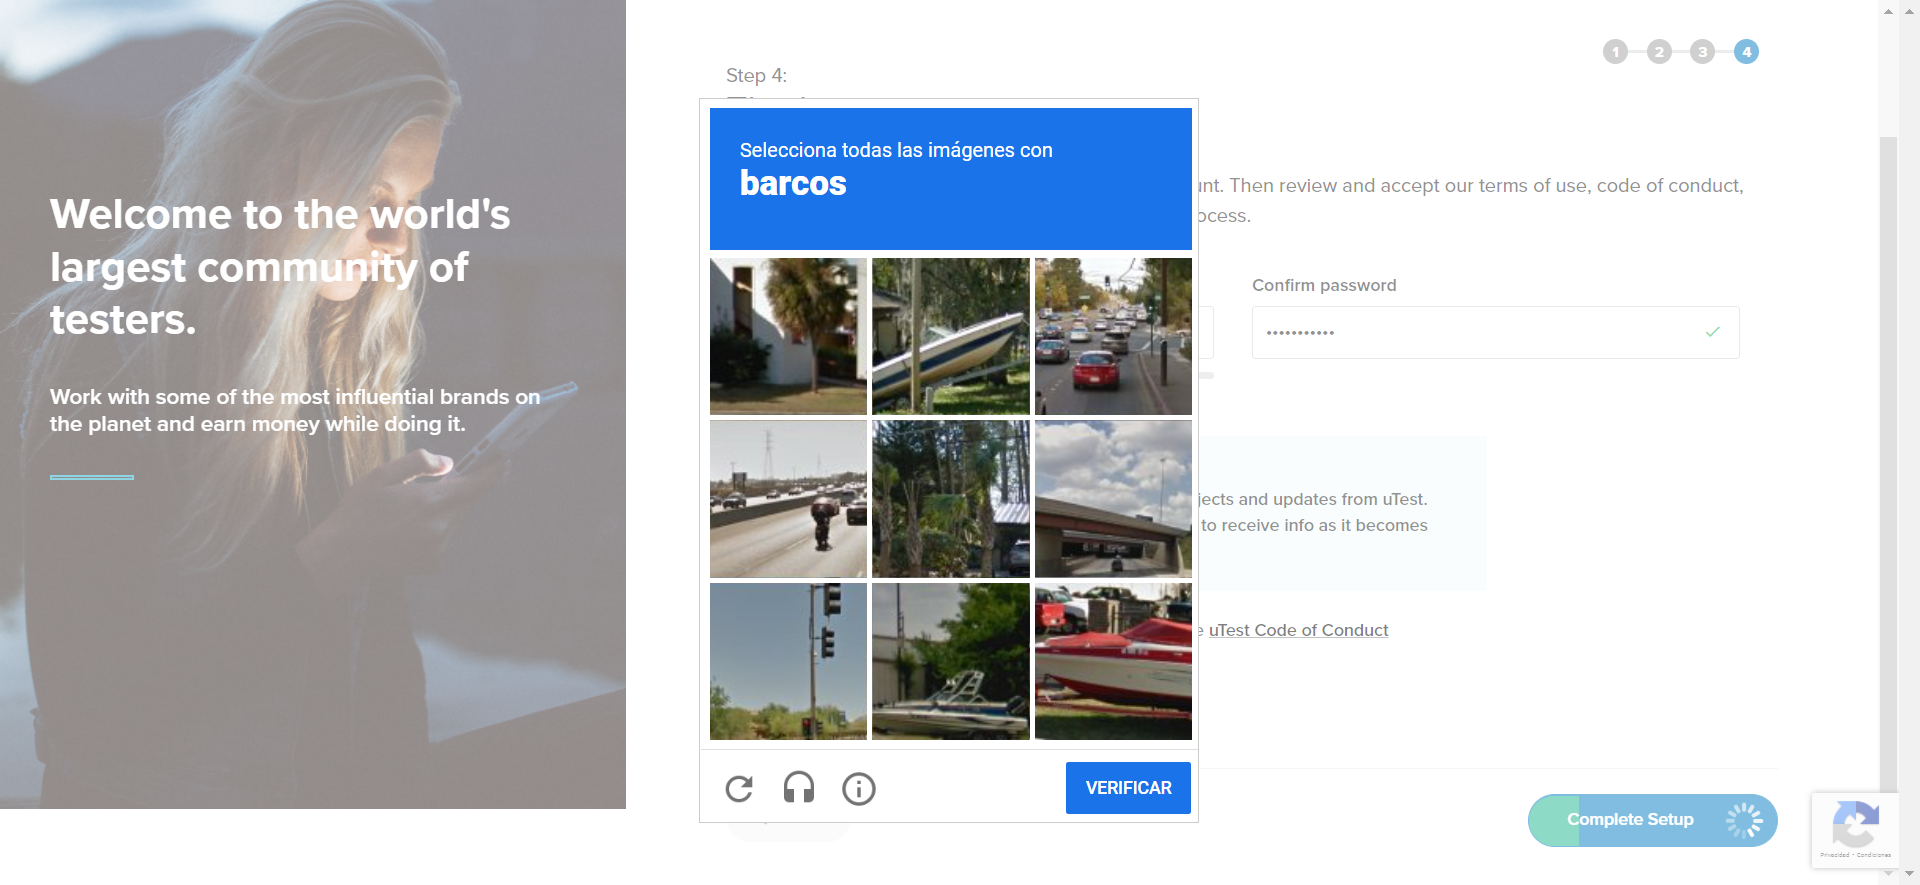 Welcome to the world's
largest community of
testers.
Work with some of the most influential brands on
the planet and earn money while doing it.
1 2 3 4
Step 4:
Selecciona todas las imágenes con
barcos
unt. Then review and accept our terms of use, code of conduct,
ocess.
Confirm password
•••••••••••
jects and updates from uTest.
to receive info as it becomes
e uTest Code of Conduct
VERIFICAR
Complete Setup
Privacidad - Condiciones